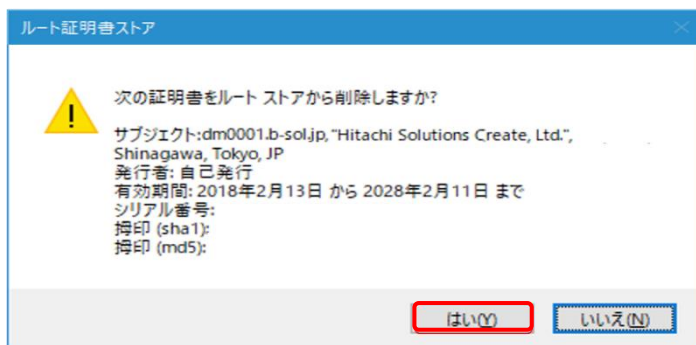 ルート証明書ストア
次の証明書をルート ストアから削除しますか?
サブジェクト:dm0001.b-sol.jp, "Hitachi Solutions Create, Ltd.",
Shinagawa, Tokyo, JP
発行者: 自己発行
有効期間: 2018年2月13日 から 2028年2月11日 まで
シリアル番号:
拇印 (sha1):
拇印 (md5):
はい(Y)
いいえ(N)